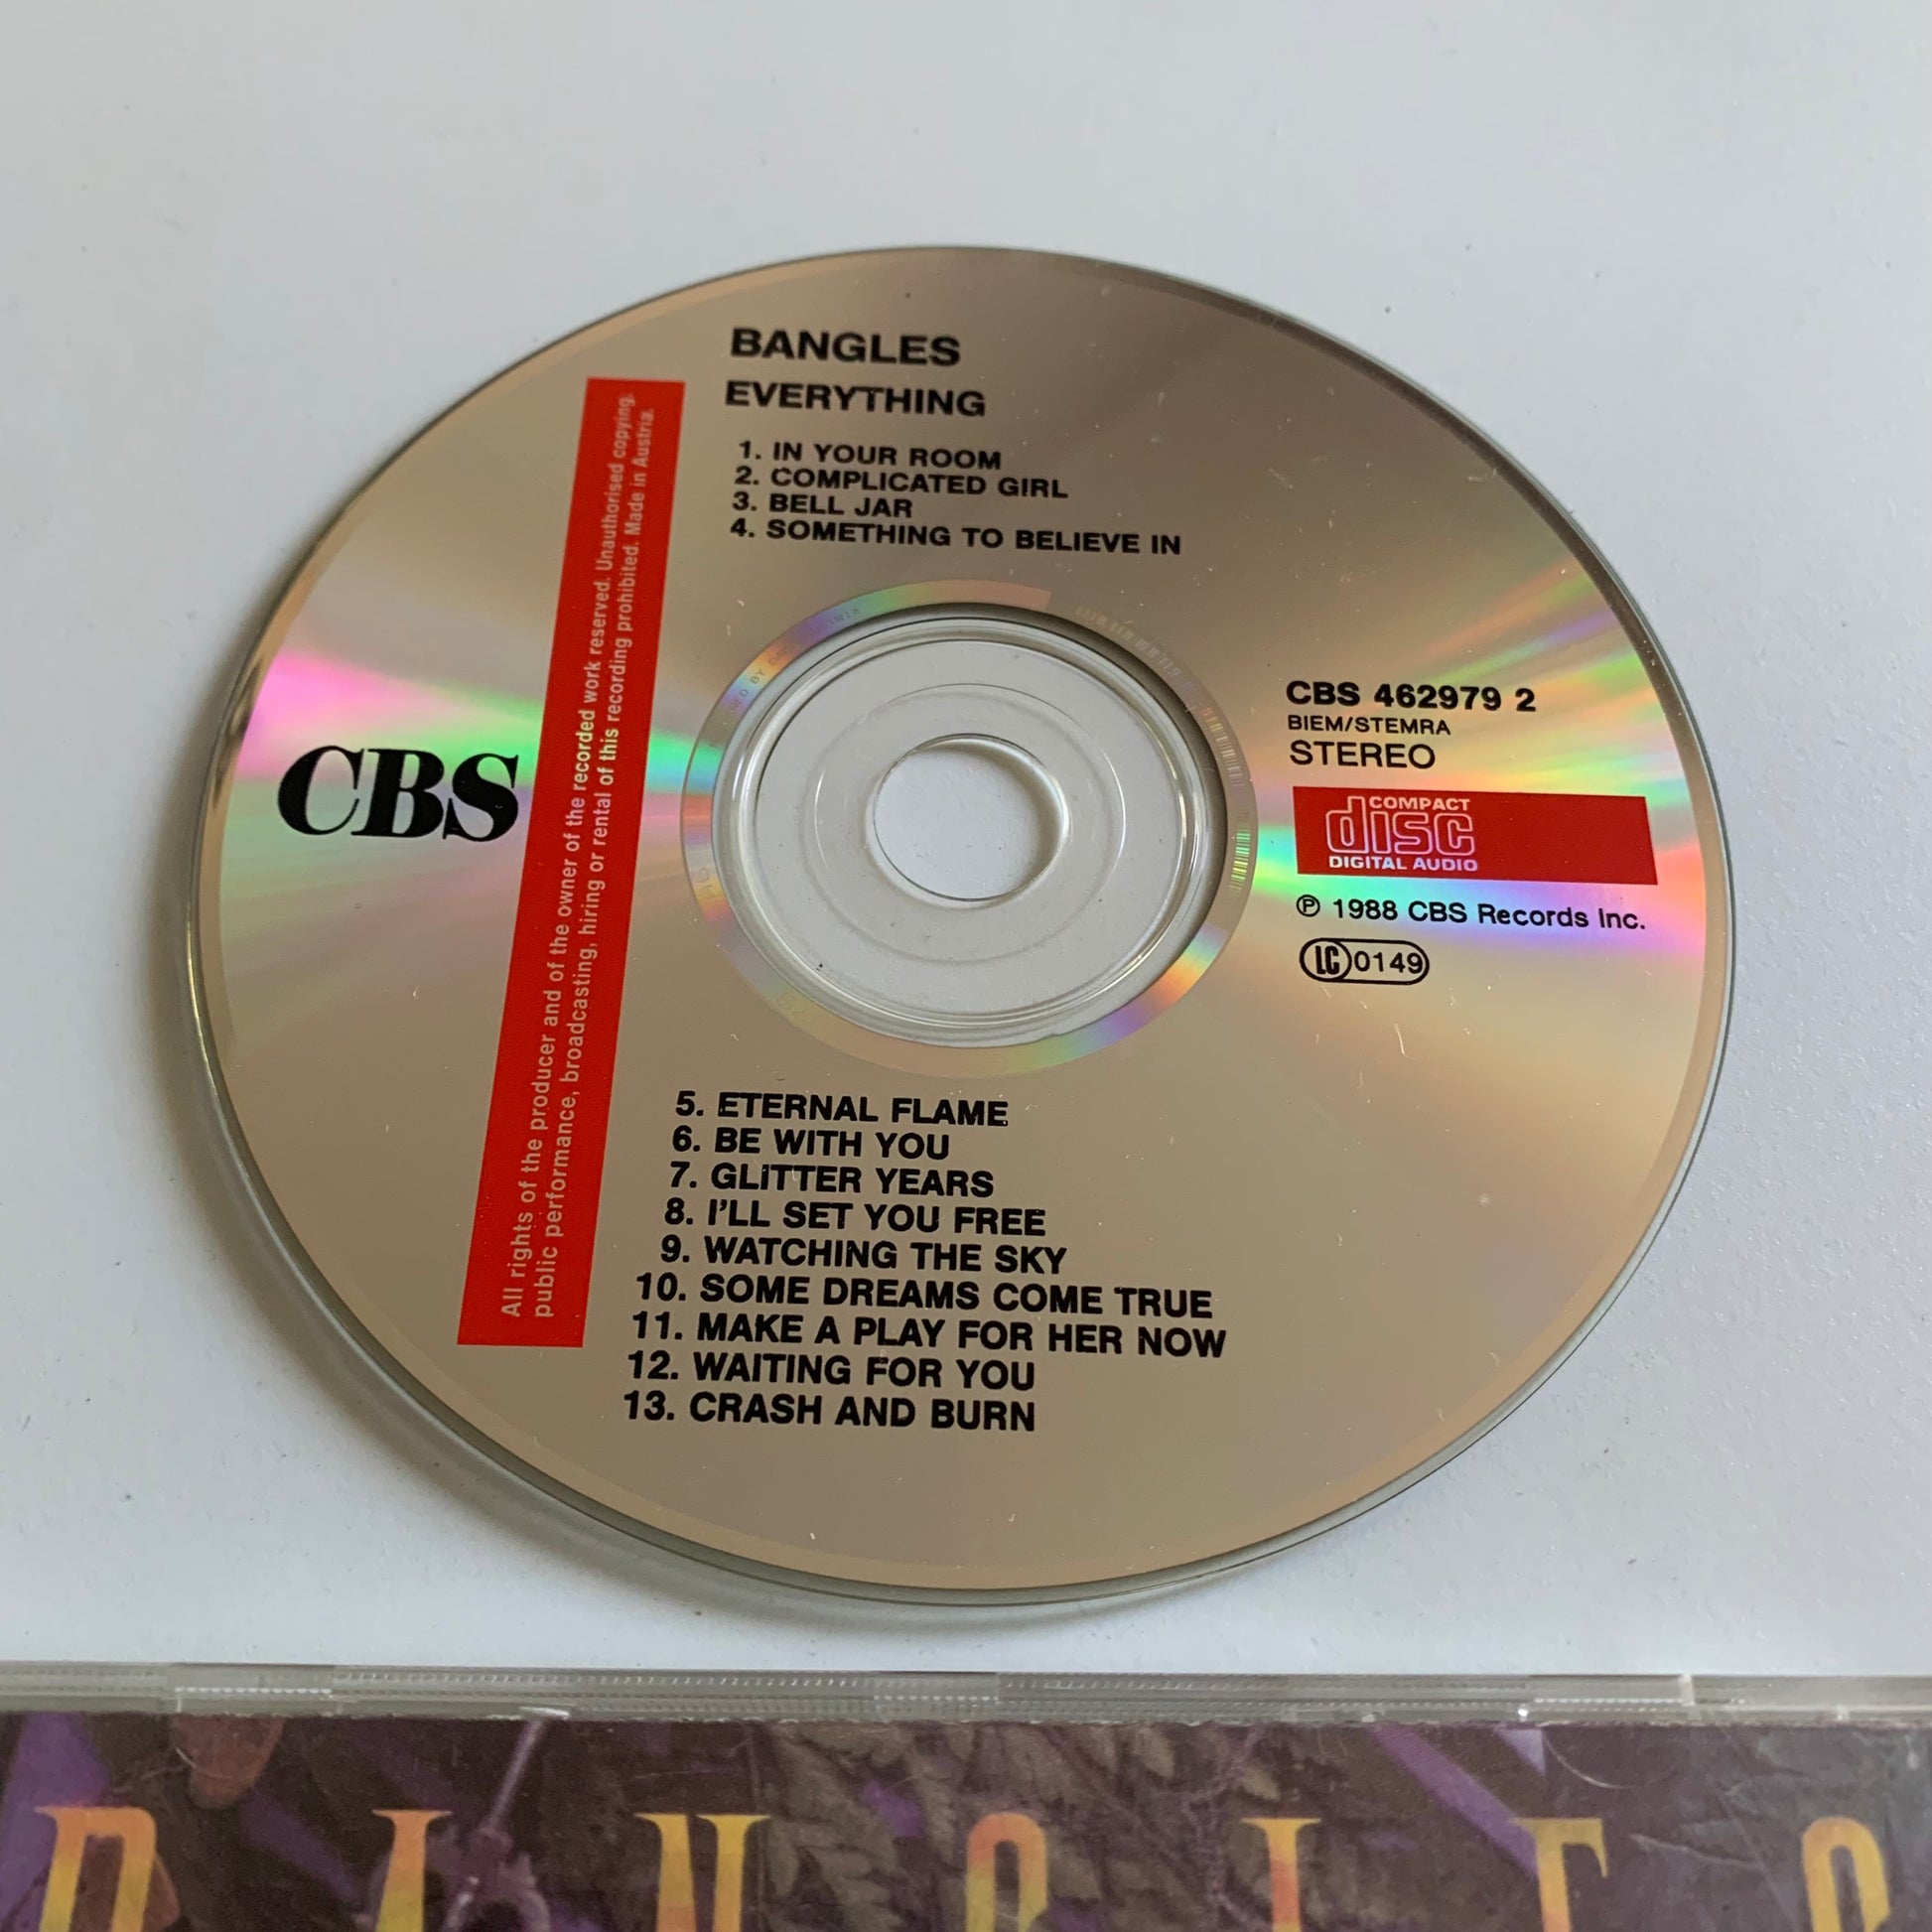 BANGLES
EVERYTHING
1. IN YOUR ROOM
2. COMPLICATED GIRL
3. BELL JAR
4. SOMETHING TO BELIEVE IN
CBS
All rights of the producer and of the owner of the recorded work reserved. Unauthorised copying,
public performance, broadcasting, hiring or rental of this recording prohibited. Made in Austria.
CBS 462979 2
BIEM/STEMRA
STEREO
COMPACT
disc
DIGITAL AUDIO
℗ 1988 CBS Records Inc.
LC 0149
5. ETERNAL FLAME
6. BE WITH YOU
7. GLITTER YEARS
8. I'LL SET YOU FREE
9. WATCHING THE SKY
10. SOME DREAMS COME TRUE
11. MAKE A PLAY FOR HER NOW
12. WAITING FOR YOU
13. CRASH AND BURN